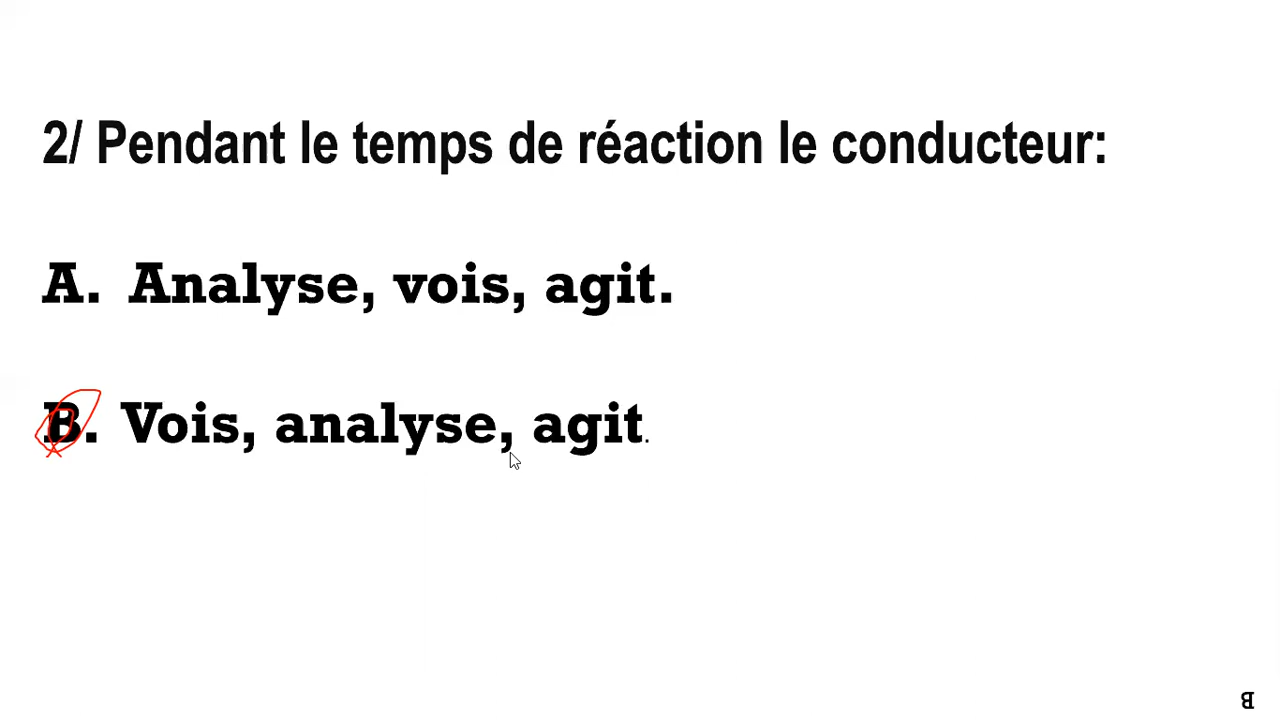 2/ Pendant le temps de réaction le conducteur:
A. Analyse, vois, agit.
B. Vois, analyse, agit.
B